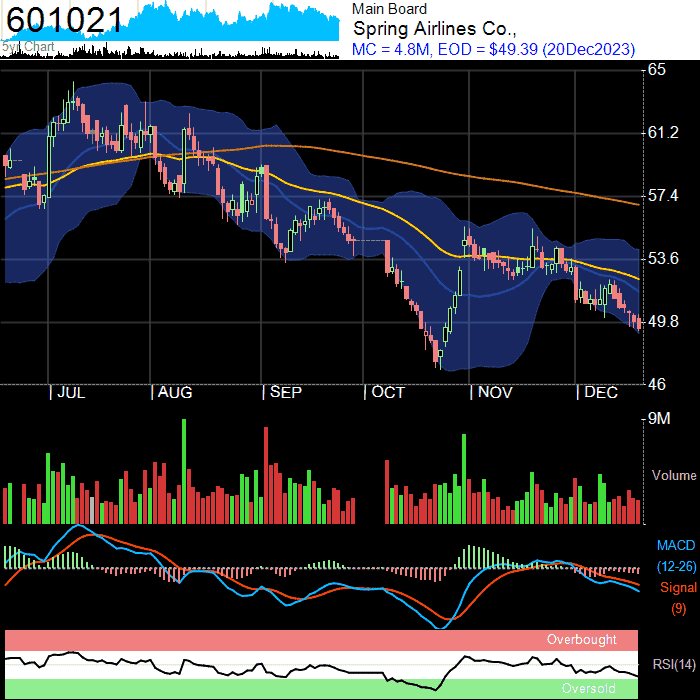 601021
5yr Chart
Main Board
Spring Airlines Co.,
MC = 4.8M, EOD = $49.39 (20Dec2023)
65
61.2
57.4
53.6
49.8
46
JUL AUG SEP OCT NOV DEC
9M
Volume
MACD
(12-26)
Signal
(9)
Overbought
RSI(14)
Oversold